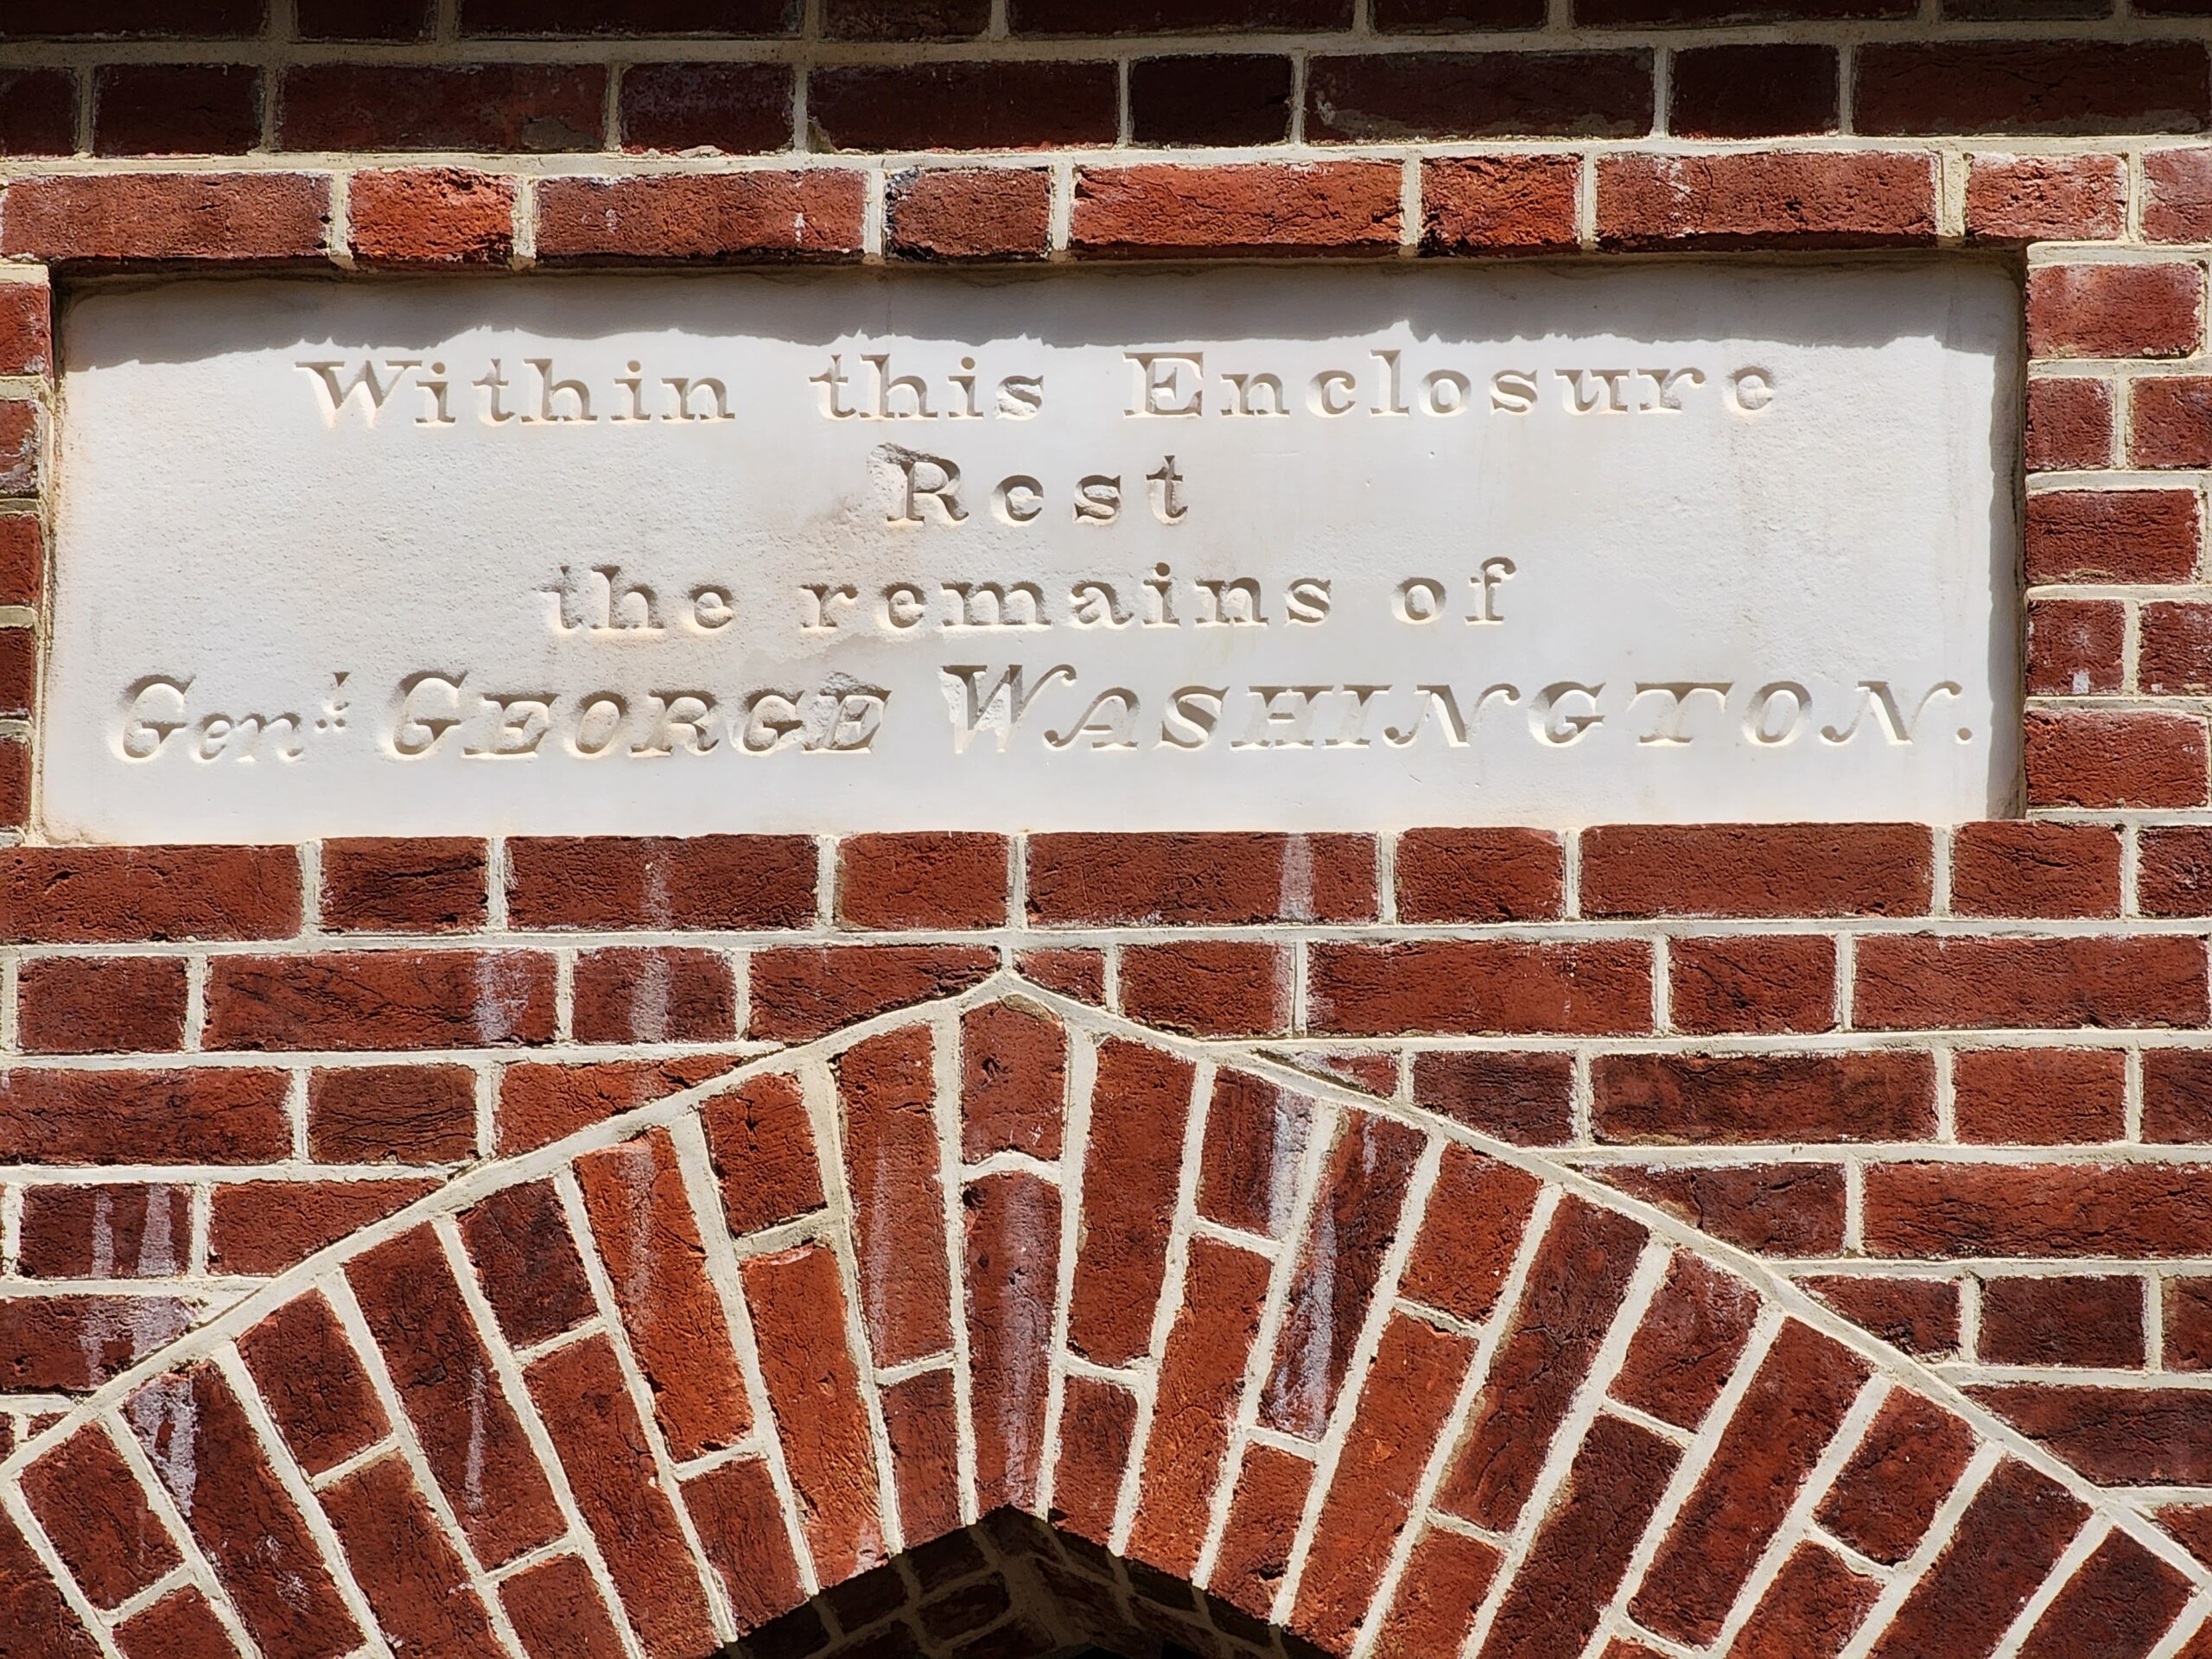 Within this Enclosure
Rest
the remains of
Genl. GEORGE WASHINGTON.